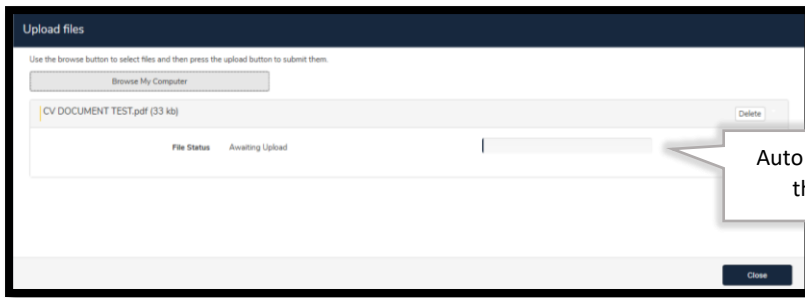 Upload files
Use the browse button to select files and then press the upload button to submit them.
Browse My Computer
CV DOCUMENT TEST.pdf (33 kb)
Delete
File Status Awaiting Upload
Auto
Close